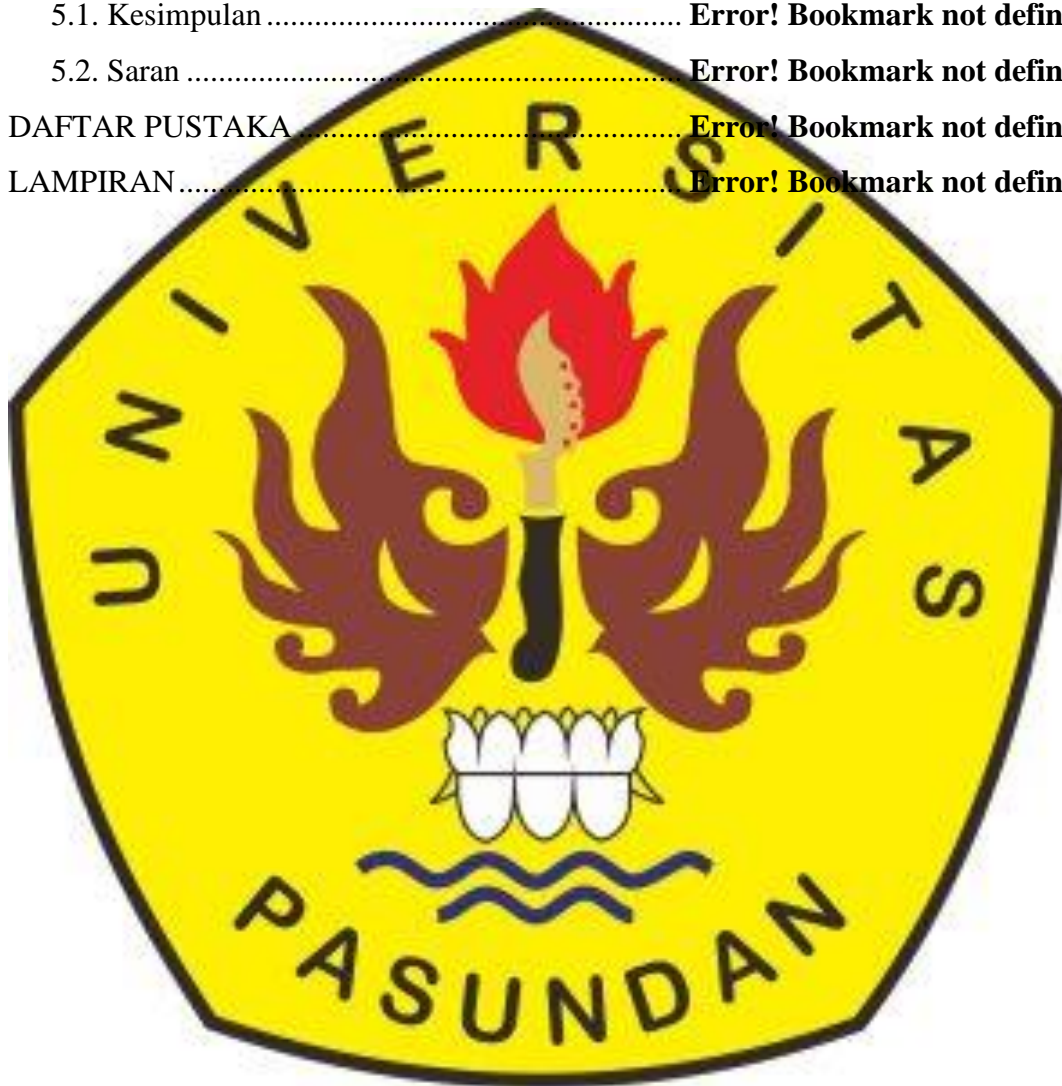 5.1. Kesimpulan .................................................... Error! Bookmark not defin
5.2. Saran .............................................................. Error! Bookmark not defin
DAFTAR PUSTAKA ................................................ Error! Bookmark not defin
LAMPIRAN ............................................................... Error! Bookmark not defin
UNIVERSITAS
PASUNDAN